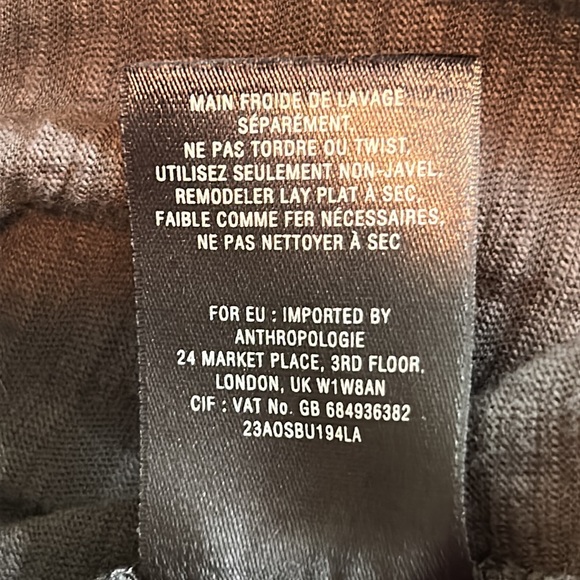 MAIN FROIDE DE LAVAGE
SÉPARÉMENT.
NE PAS TORDRE OU TWIST.
UTILISEZ SEULEMENT NON-JAVEL.
REMODELER LAY PLAT À SEC.
FAIBLE COMME FER NÉCESSAIRES.
NE PAS NETTOYER À SEC
FOR EU : IMPORTED BY
ANTHROPOLOGIE
24 MARKET PLACE, 3RD FLOOR,
LONDON, UK W1W8AN
CIF : VAT No. GB 684936382
23AOSBU194LA